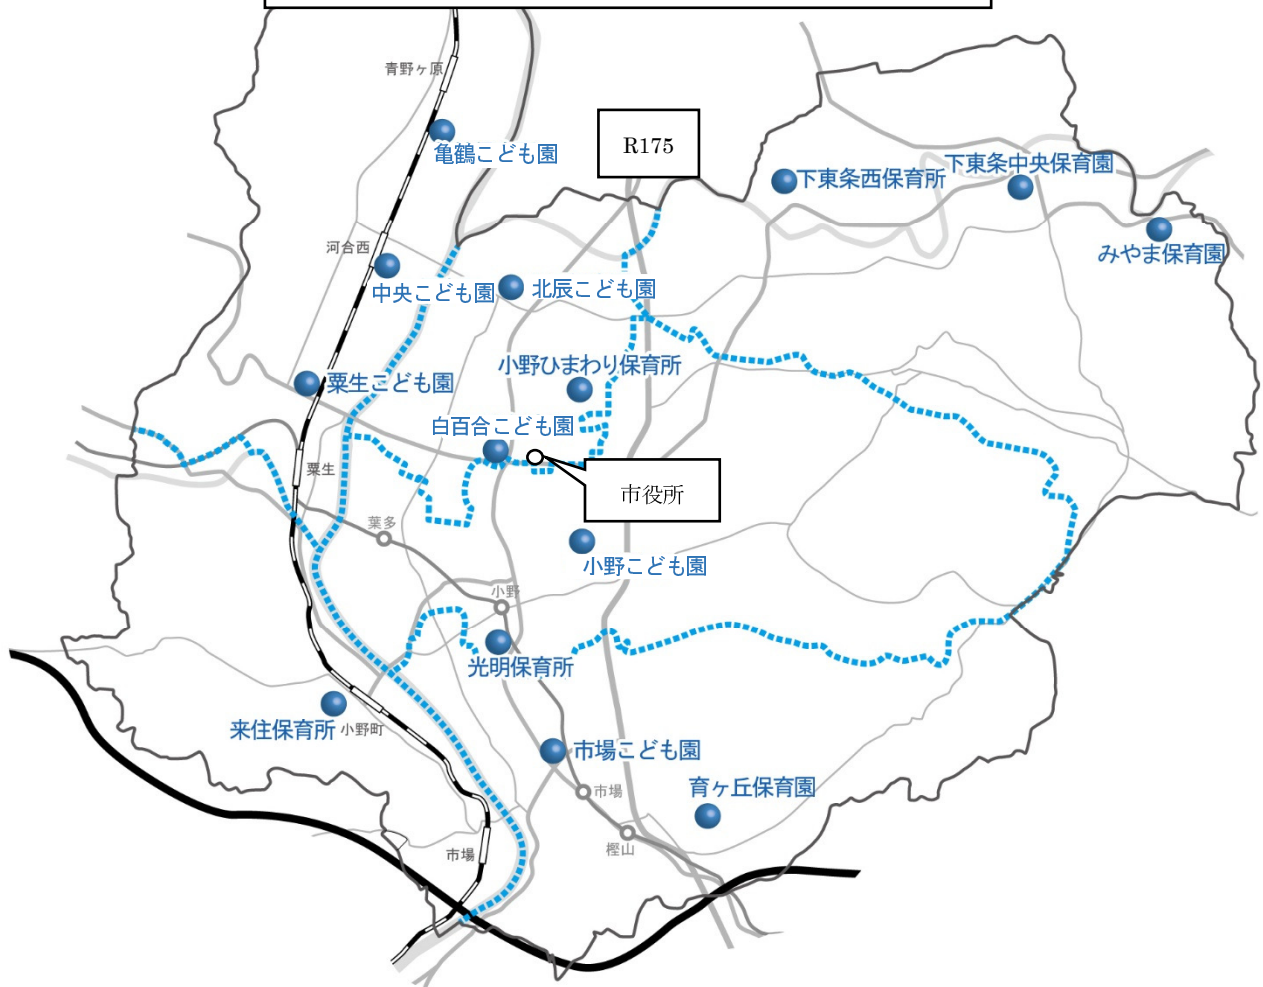 青野ヶ原
亀鶴こども園
R175
下東条中央保育園
下東条西保育所
みやま保育園
河合西
中央こども園
北辰こども園
小野ひまわり保育所
粟生こども園
白百合こども園
粟生
市役所
葉多
小野こども園
小野
光明保育所
来住保育所
小野町
市場こども園
育ヶ丘保育園
市場
樫山
市場